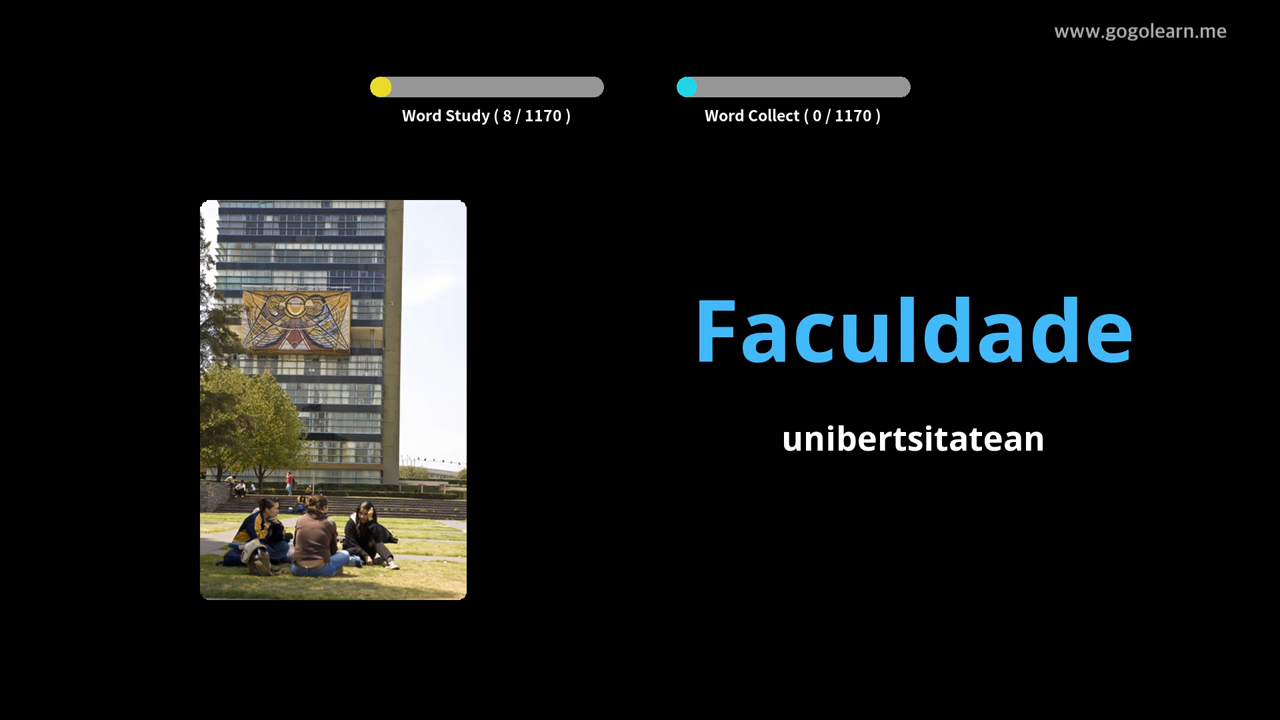 www.gogolearn.me
Word Study ( 8 / 1170 )
Word Collect ( 0 / 1170 )
Faculdade
unibertsitatean